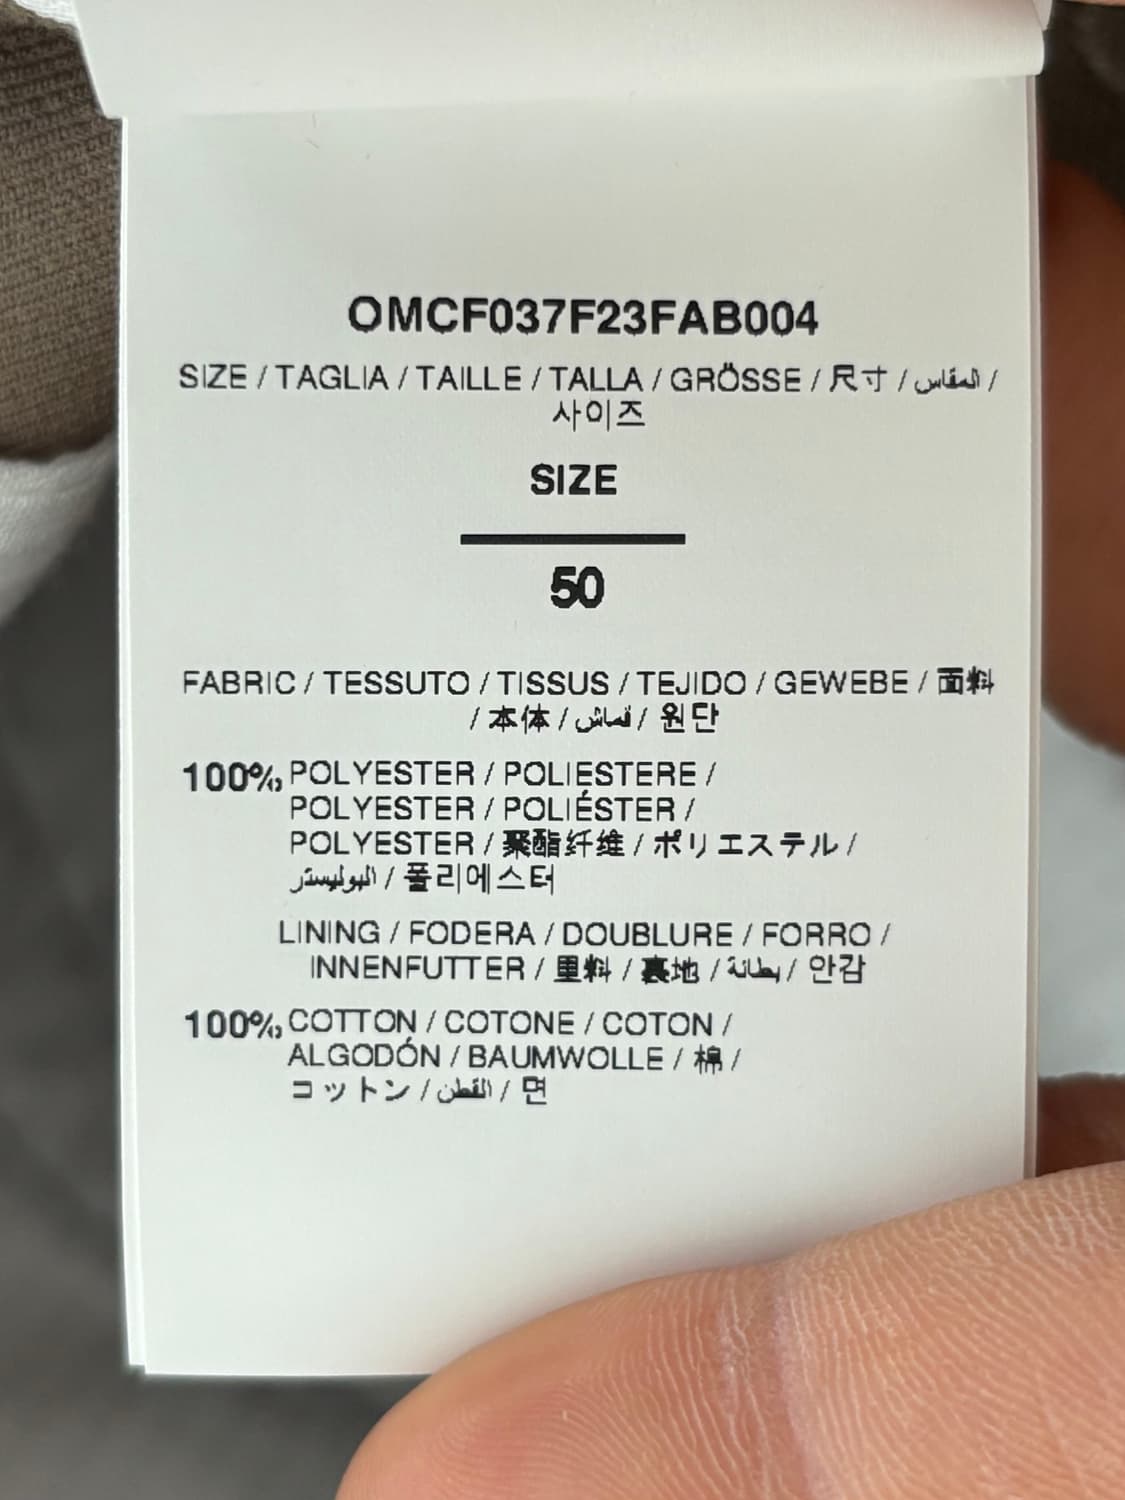 OMCF037F23FAB004
SIZE / TAGLIA / TAILLE / TALLA / GRÖSSE / 尺寸 / المقاس /
사이즈
SIZE
50
FABRIC / TESSUTO / TISSUS / TEJIDO / GEWEBE / 面料
/ 本体 / قماش / 원단
100%, POLYESTER / POLIESTERE /
POLYESTER / POLIÉSTER /
POLYESTER / 聚酯纤维 / ポリエステル /
البوليستر / 폴리에스터
LINING / FODERA / DOUBLURE / FORRO /
INNENFUTTER / 里料 / 裏地 / بطانة / 안감
100%, COTTON / COTONE / COTON /
ALGODÓN / BAUMWOLLE / 棉 /
コットン / القطن / 면